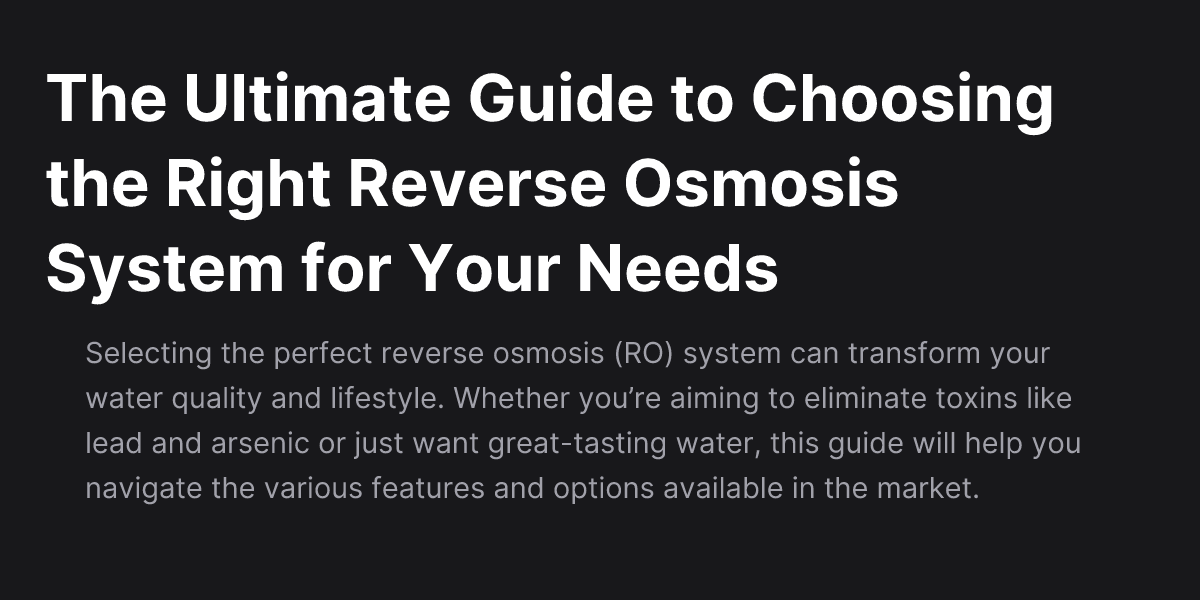 The Ultimate Guide to Choosing
the Right Reverse Osmosis
System for Your Needs
Selecting the perfect reverse osmosis (RO) system can transform your
water quality and lifestyle. Whether you’re aiming to eliminate toxins like
lead and arsenic or just want great-tasting water, this guide will help you
navigate the various features and options available in the market.